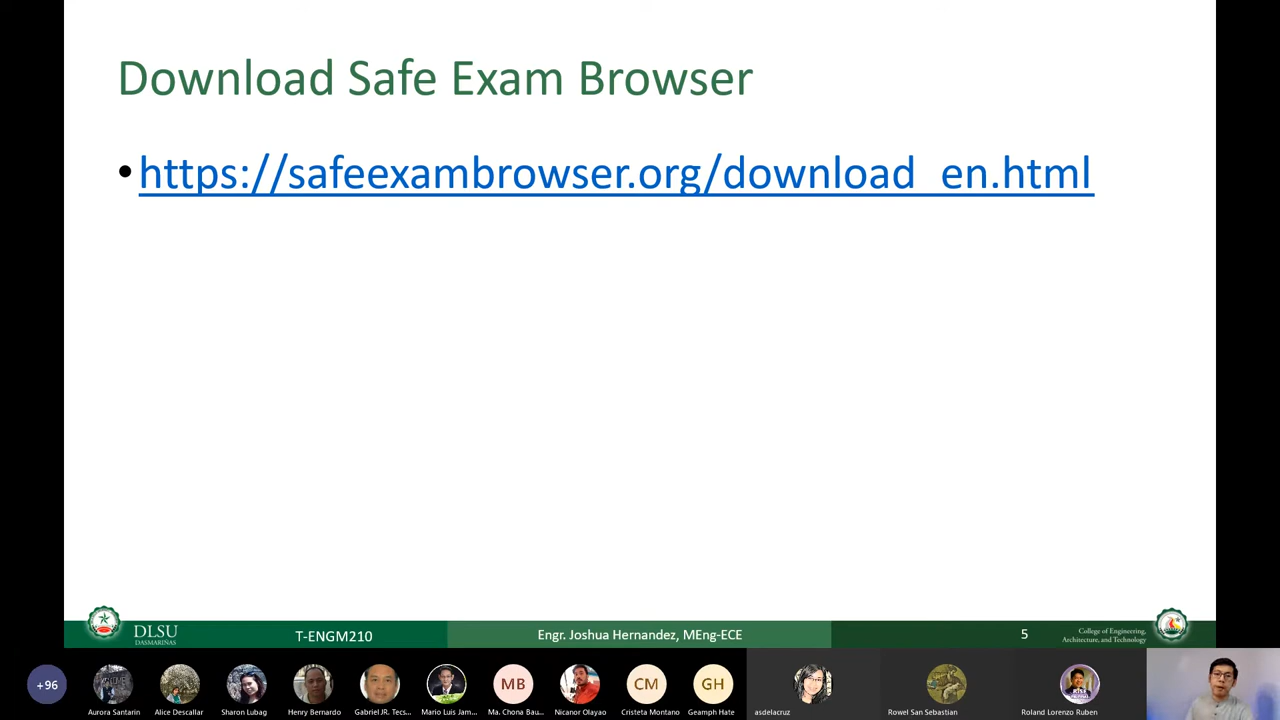 Download Safe Exam Browser
•https://safeexambrowser.org/download_en.html
DLSU
DASMARIÑAS
T-ENGM210
Engr. Joshua Hernandez, MEng-ECE
5
College of Engineering,
Architecture, and Technology
+96
MB
CM
GH
Aurora Santarin
Alice Descallar
Sharon Lubag
Henry Bernardo
Gabriel JR. Tecs...
Mario Luis Jam...
Ma. Chona Bau...
Nicanor Olayao
Cristeta Montano
Geamph Hate
asdelacruz
Rowel San Sebastian
Roland Lorenzo Ruben